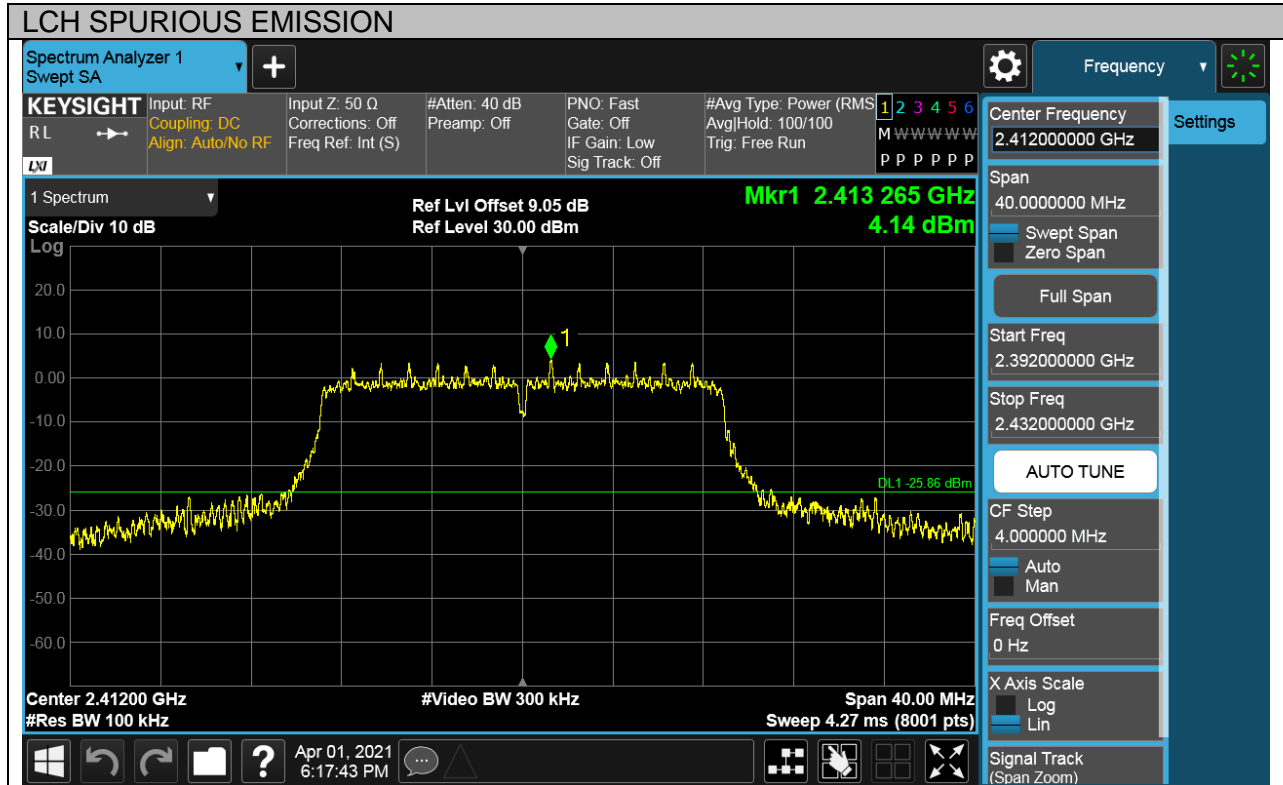 LCH SPURIOUS EMISSION
Spectrum Analyzer 1
Swept SA
Frequency
KEYSIGHT
RL
LXI
Input: RF
Coupling: DC
Align: Auto/No RF
Input Z: 50 Ω
Corrections: Off
Freq Ref: Int (S)
#Atten: 40 dB
Preamp: Off
PNO: Fast
Gate: Off
IF Gain: Low
Sig Track: Off
#Avg Type: Power (RMS
Avg|Hold: 100/100
Trig: Free Run
1 2 3 4 5 6
M W W W W W
P P P P P P
1 Spectrum
Scale/Div 10 dB
Ref Lvl Offset 9.05 dB
Ref Level 30.00 dBm
Mkr1 2.413 265 GHz
4.14 dBm
Log
20.0
10.0
0.00
-10.0
-20.0
-30.0
-40.0
-50.0
-60.0
1
DL1 -25.86 dBm
Center 2.41200 GHz
#Res BW 100 kHz
#Video BW 300 kHz
Span 40.00 MHz
Sweep 4.27 ms (8001 pts)
Center Frequency
2.412000000 GHz
Settings
Span
40.0000000 MHz
Swept Span
Zero Span
Full Span
Start Freq
2.392000000 GHz
Stop Freq
2.432000000 GHz
AUTO TUNE
CF Step
4.000000 MHz
Auto
Man
Freq Offset
0 Hz
X Axis Scale
Log
Lin
Signal Track
(Span Zoom)
?
Apr 01, 2021
6:17:43 PM